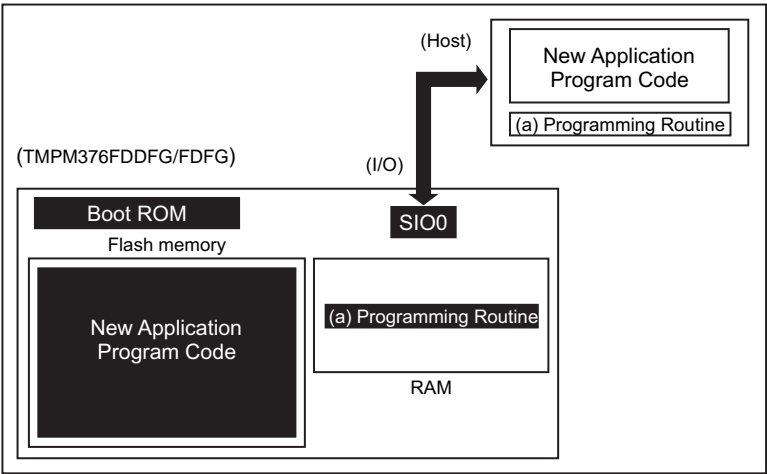 (Host)
New Application
Program Code
(a) Programming Routine
(TMPM376FDDFG/FDFG)
(I/O)
Boot ROM
SIO0
Flash memory
New Application
Program Code
(a) Programming Routine
RAM